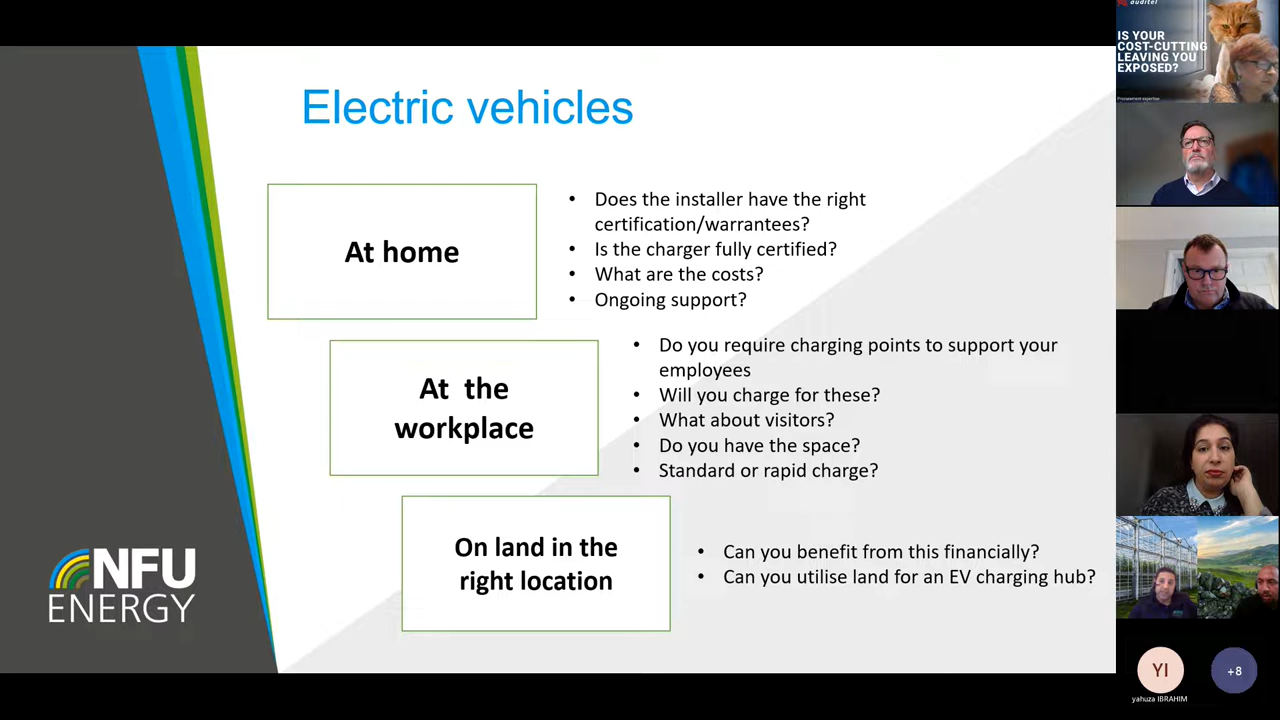 Electric vehicles
At home
• Does the installer have the right
certification/warrantees?
• Is the charger fully certified?
• What are the costs?
• Ongoing support?
At the
workplace
• Do you require charging points to support your
employees
• Will you charge for these?
• What about visitors?
• Do you have the space?
• Standard or rapid charge?
On land in the
right location
• Can you benefit from this financially?
• Can you utilise land for an EV charging hub?
NFU
ENERGY
auditel
IS YOUR
COST-CUTTING
LEAVING YOU
EXPOSED?
Procurement expertise
YI
yahuza IBRAHIM
+8